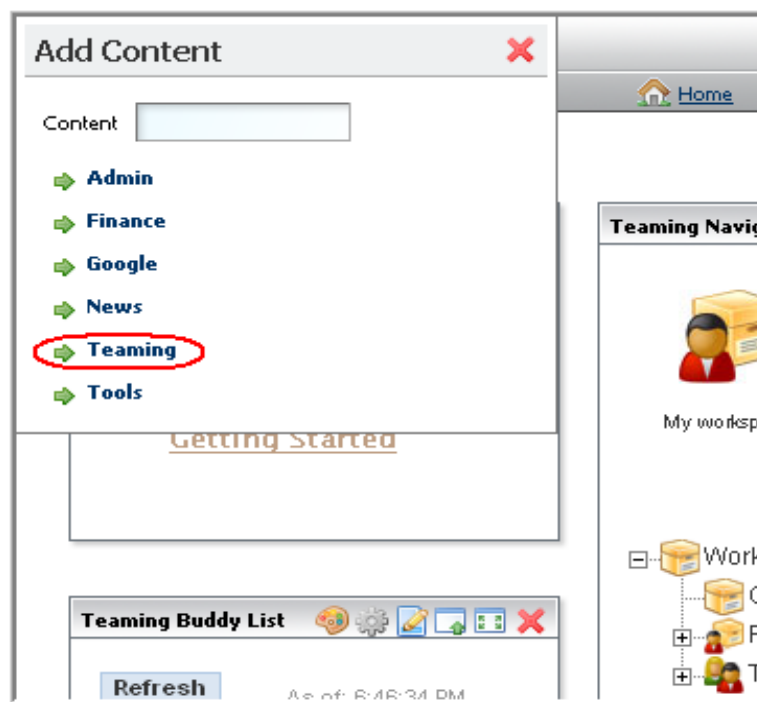 Add Content
Home
Content
Admin
Finance
Google
News
Teaming
Tools
Getting Started
Teaming Navig
My worksp
Work
Teaming Buddy List
Refresh
As of: 6:46:34 PM